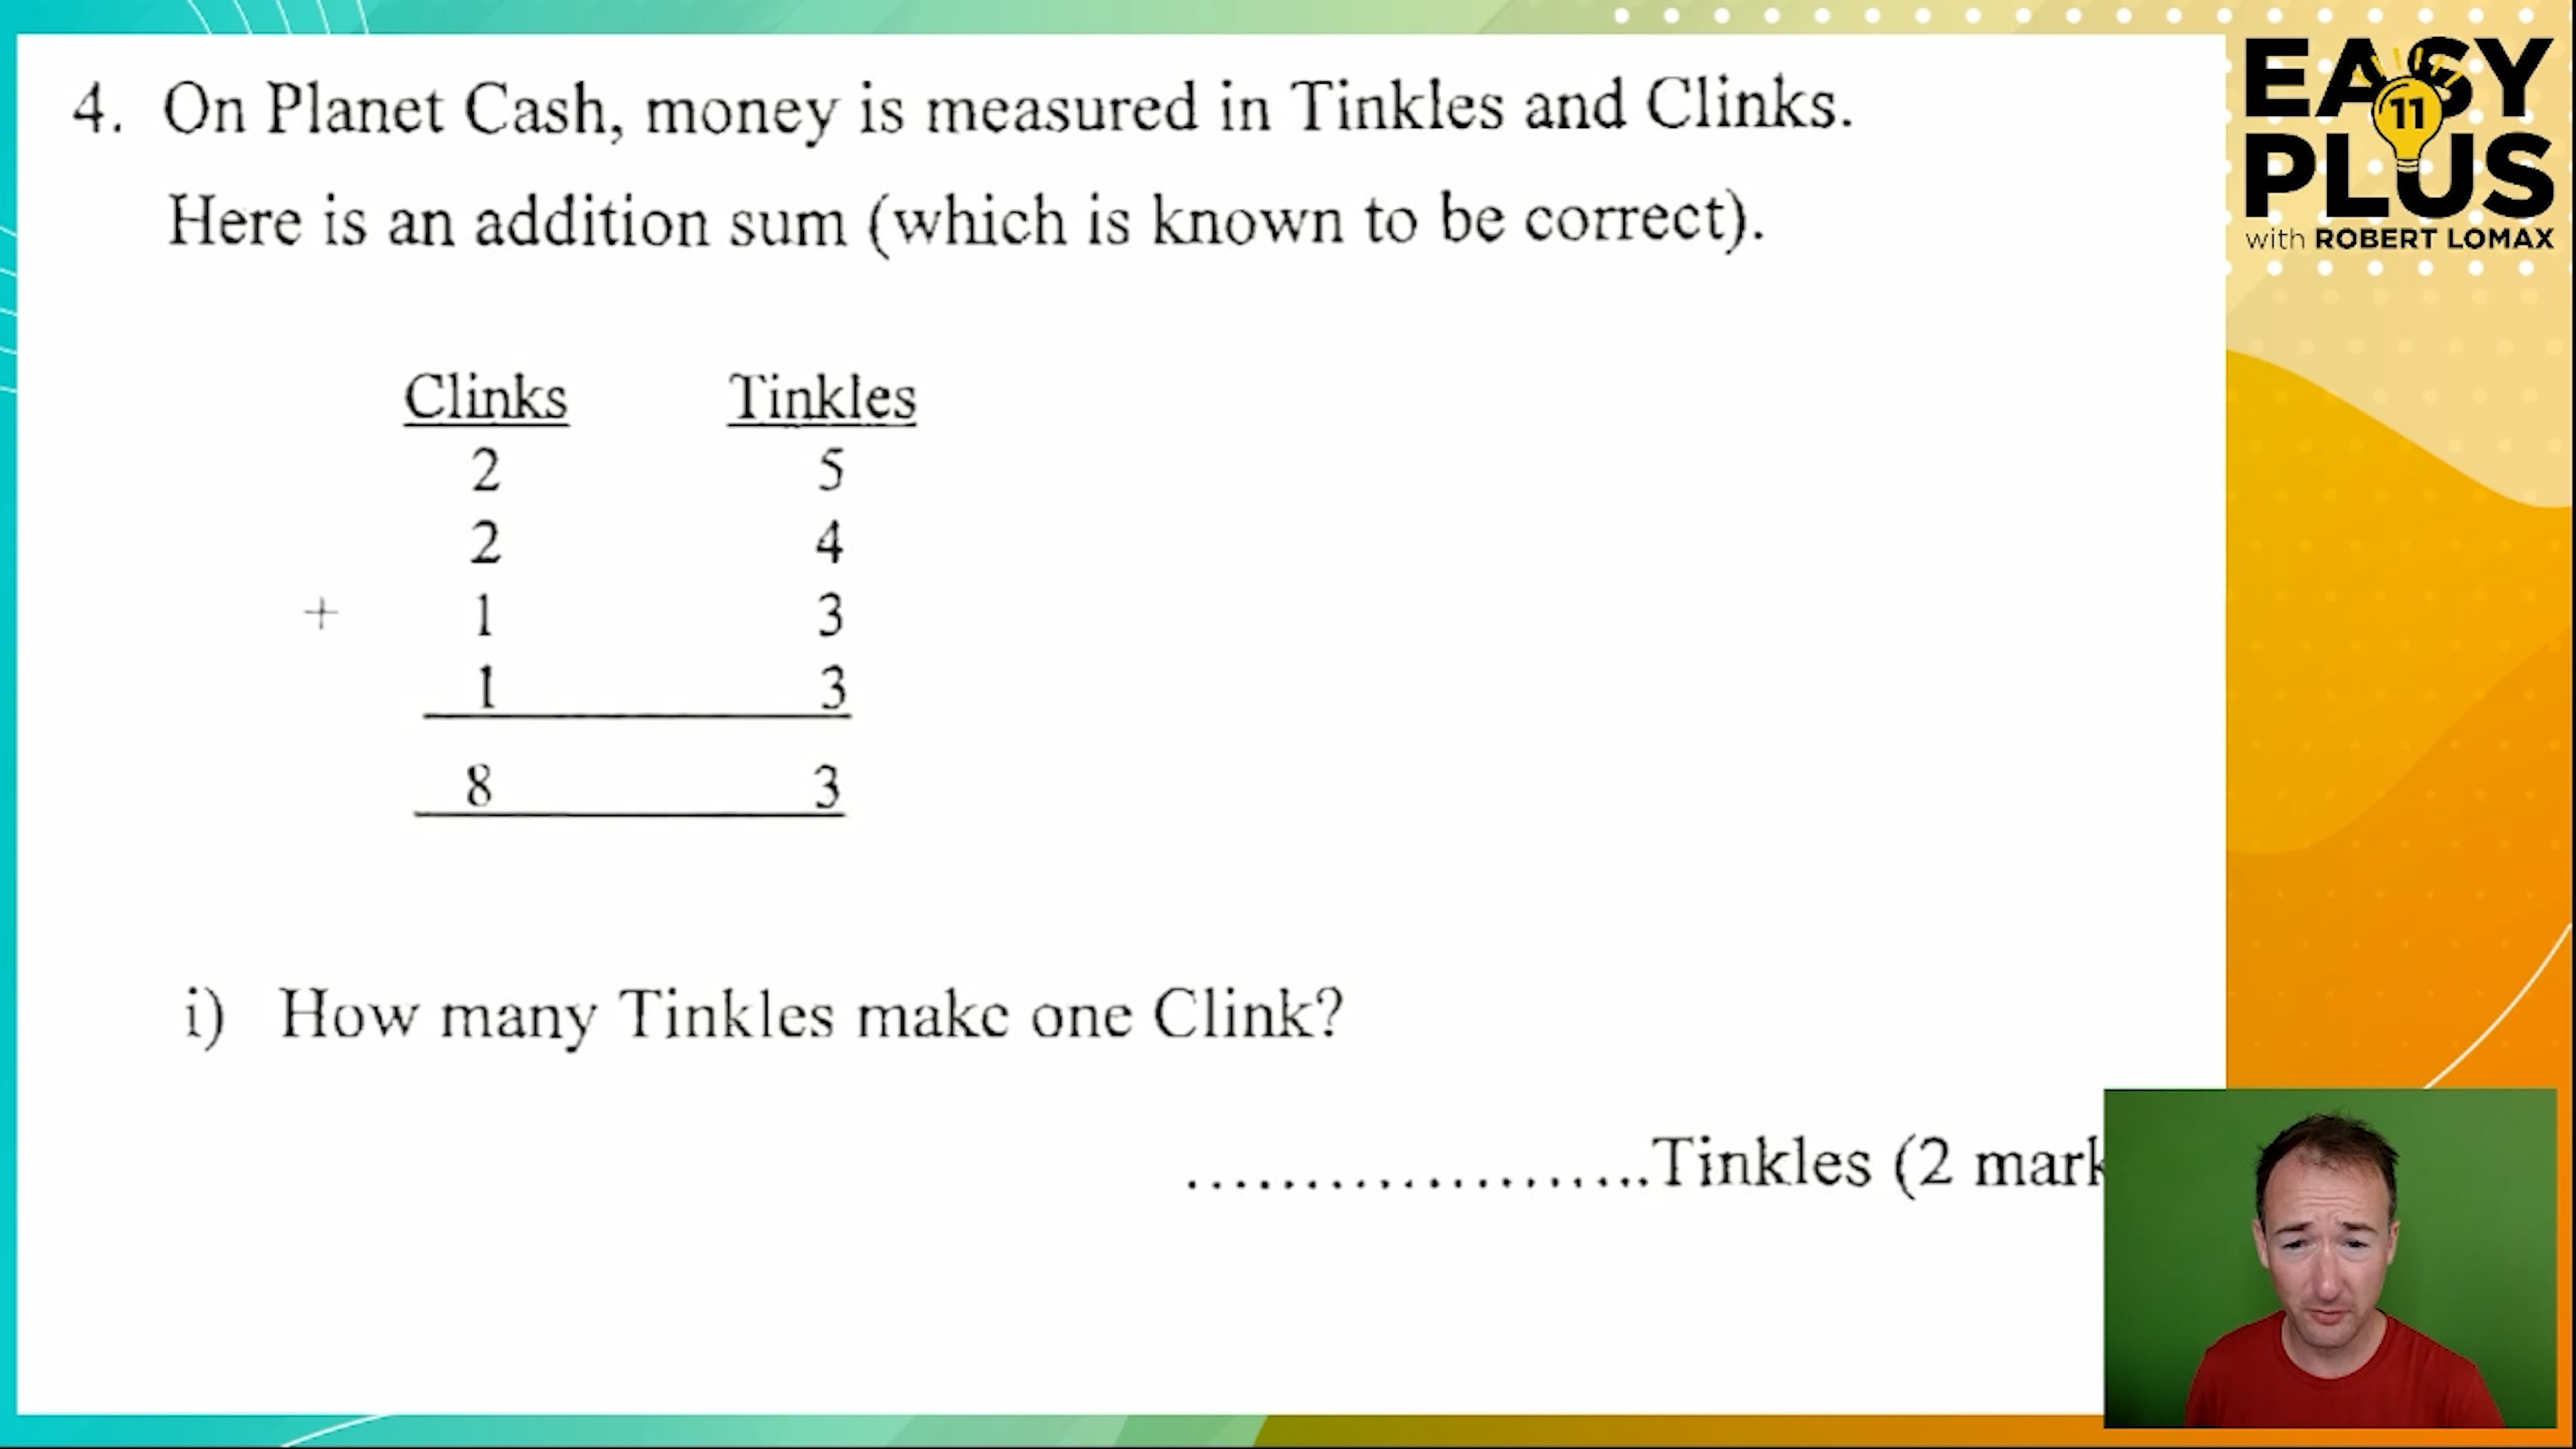 4. On Planet Cash, money is measured in Tinkles and Clinks.
Here is an addition sum (which is known to be correct).
Clinks Tinkles
2 5
2 4
+ 1 3
1 3
8 3
i) How many Tinkles make one Clink?
.....................Tinkles (2 mark
EASY
11
PLUS
with ROBERT LOMAX